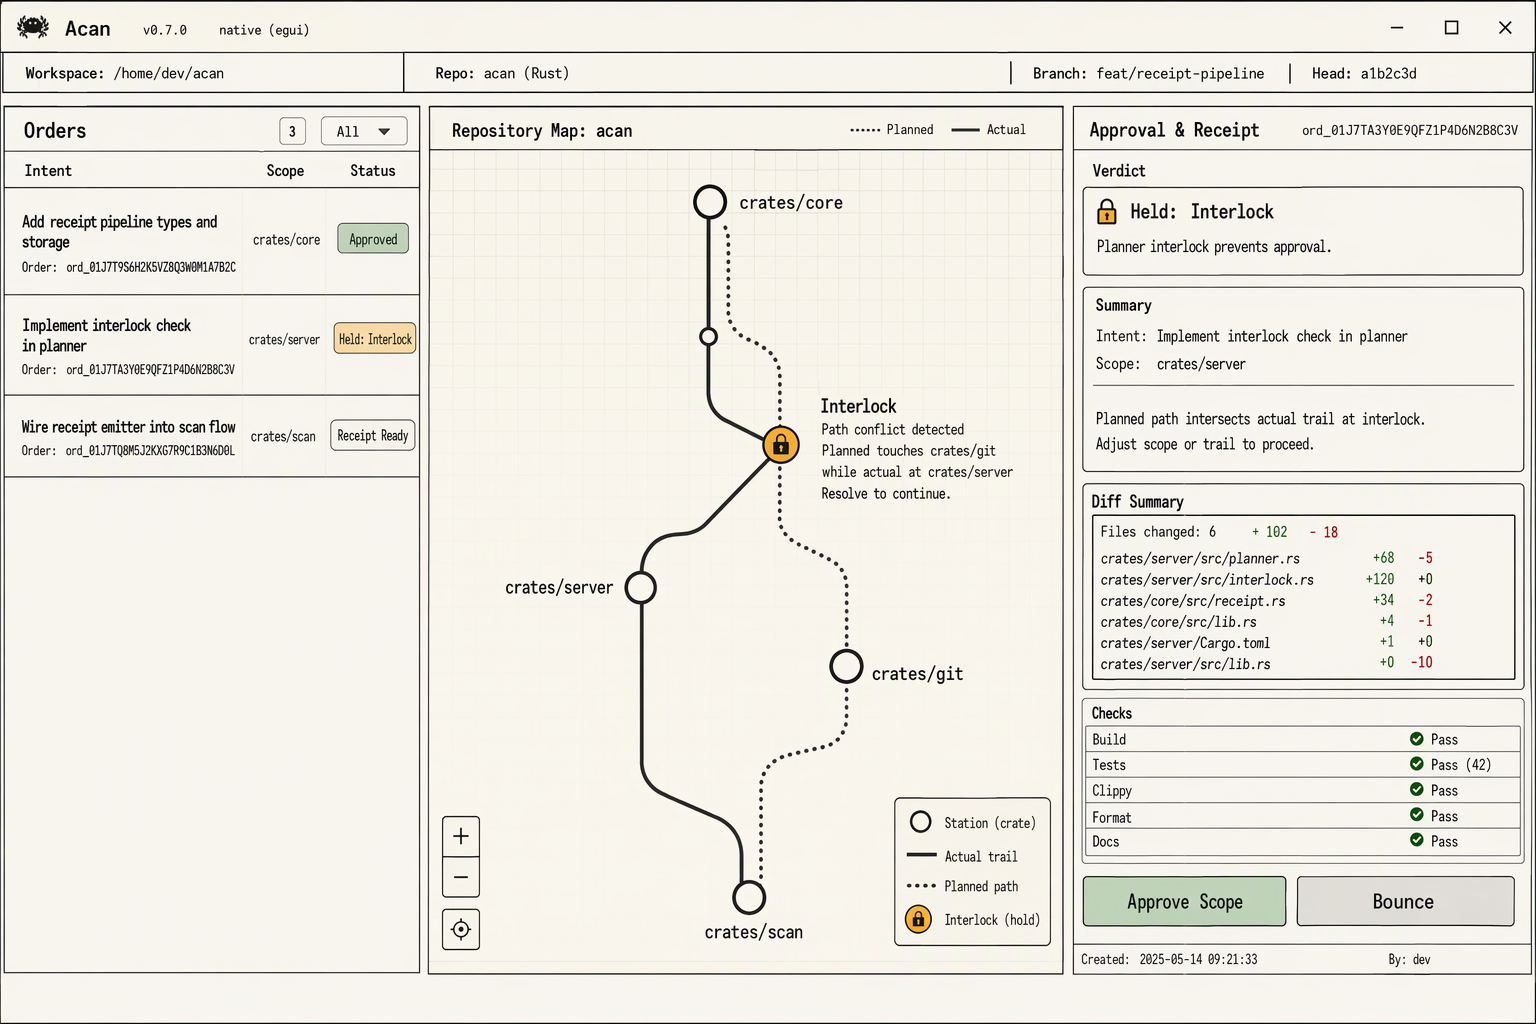 Acan v0.7.0 native (egui)
Workspace: /home/dev/acan
Repo: acan (Rust)
Branch: feat/receipt-pipeline
Head: a1b2c3d
Orders 3 All
Intent Scope Status
Add receipt pipeline types and
storage
Order: ord_01J7T9S6H2K5VZ8Q3W0M1A7B2C
crates/core
Approved
Implement interlock check
in planner
Order: ord_01J7TA3Y0E9QFZ1P4D6N2B8C3V
crates/server
Held: Interlock
Wire receipt emitter into scan flow
Order: ord_01J7TQ8M5J2KXG7R9C1B3N6D0L
crates/scan
Receipt Ready
Repository Map: acan
Planned
Actual
crates/core
Interlock
Path conflict detected
Planned touches crates/git
while actual at crates/server
Resolve to continue.
crates/server
crates/git
crates/scan
+
−
Station (crate)
Actual trail
Planned path
Interlock (hold)
Approval & Receipt ord_01J7TA3Y0E9QFZ1P4D6N2B8C3V
Verdict
Held: Interlock
Planner interlock prevents approval.
Summary
Intent: Implement interlock check in planner
Scope: crates/server
Planned path intersects actual trail at interlock.
Adjust scope or trail to proceed.
Diff Summary
Files changed: 6 + 102 - 18
crates/server/src/planner.rs +68 -5
crates/server/src/interlock.rs +120 +0
crates/core/src/receipt.rs +34 -2
crates/core/src/lib.rs +4 -1
crates/server/Cargo.toml +1 +0
crates/server/src/lib.rs +0 -10
Checks
Build Pass
Tests Pass (42)
Clippy Pass
Format Pass
Docs Pass
Approve Scope
Bounce
Created: 2025-05-14 09:21:33 By: dev